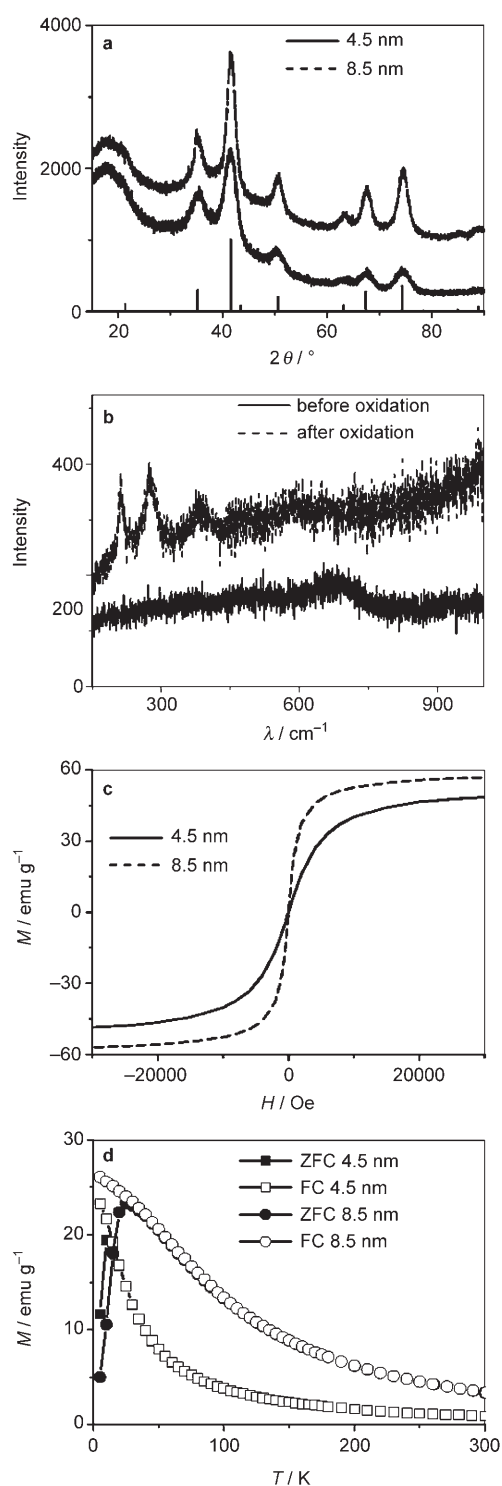 a
4.5 nm
8.5 nm
4000
2000
0
Intensity
20 40 60 80
2 θ / °
b
before oxidation
after oxidation
400
200
0
Intensity
300 600 900
λ / cm⁻¹
c
4.5 nm
8.5 nm
60
30
0
−30
−60
M / emu g⁻¹
−20000 0 20000
H / Oe
d
ZFC 4.5 nm
FC 4.5 nm
ZFC 8.5 nm
FC 8.5 nm
30
20
10
0
M / emu g⁻¹
0 100 200 300
T / K